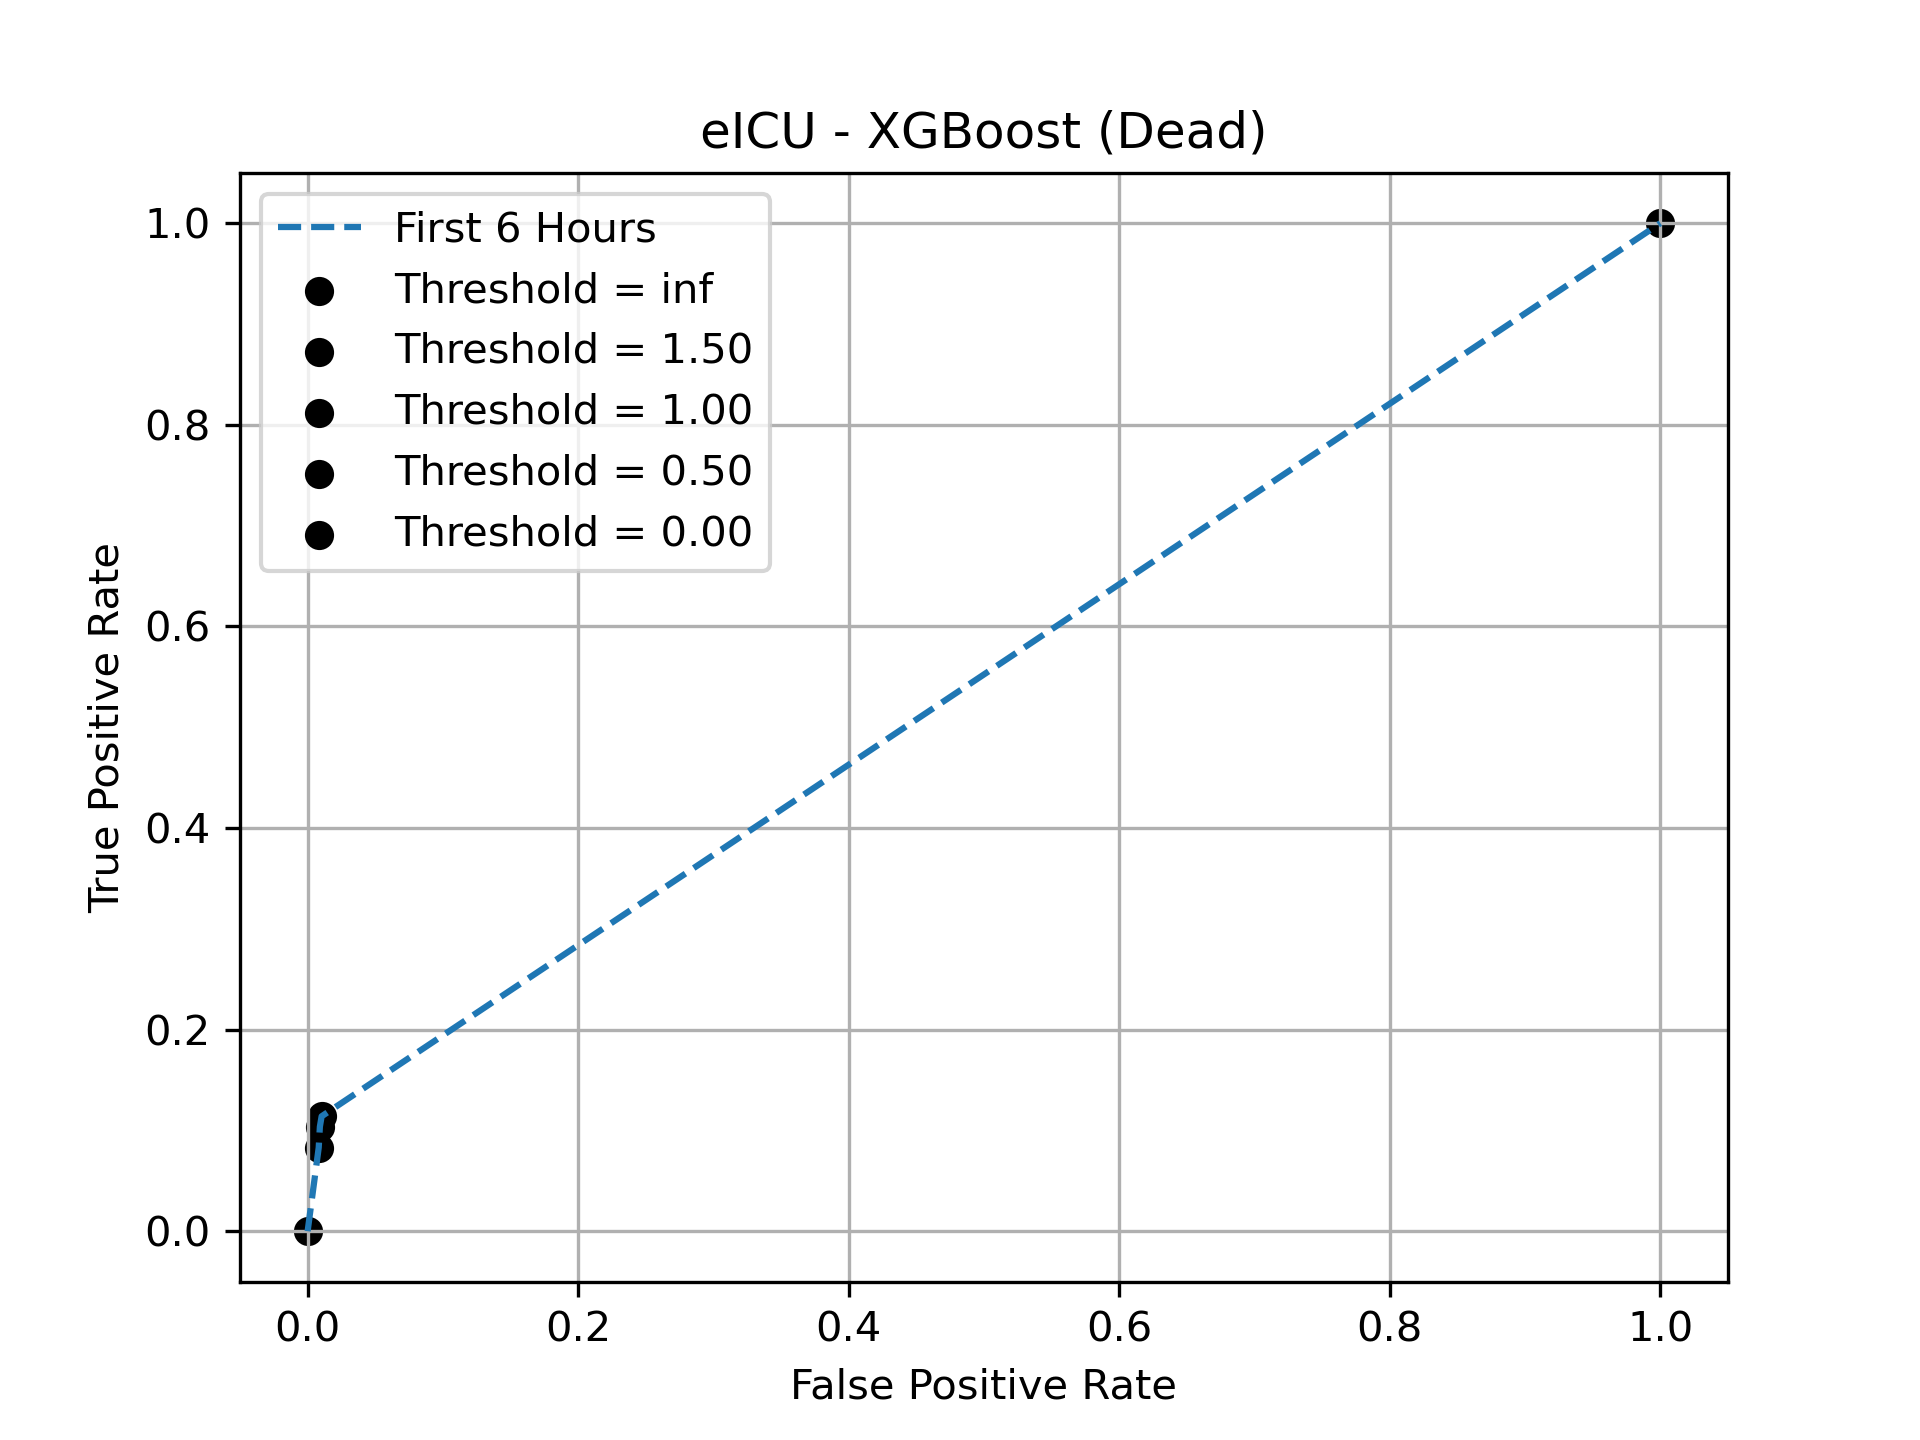 eICU - XGBoost (Dead)
First 6 Hours
Threshold = inf
Threshold = 1.50
Threshold = 1.00
Threshold = 0.50
Threshold = 0.00
True Positive Rate
1.0
0.8
0.6
0.4
0.2
0.0
0.0 0.2 0.4 0.6 0.8 1.0
False Positive Rate